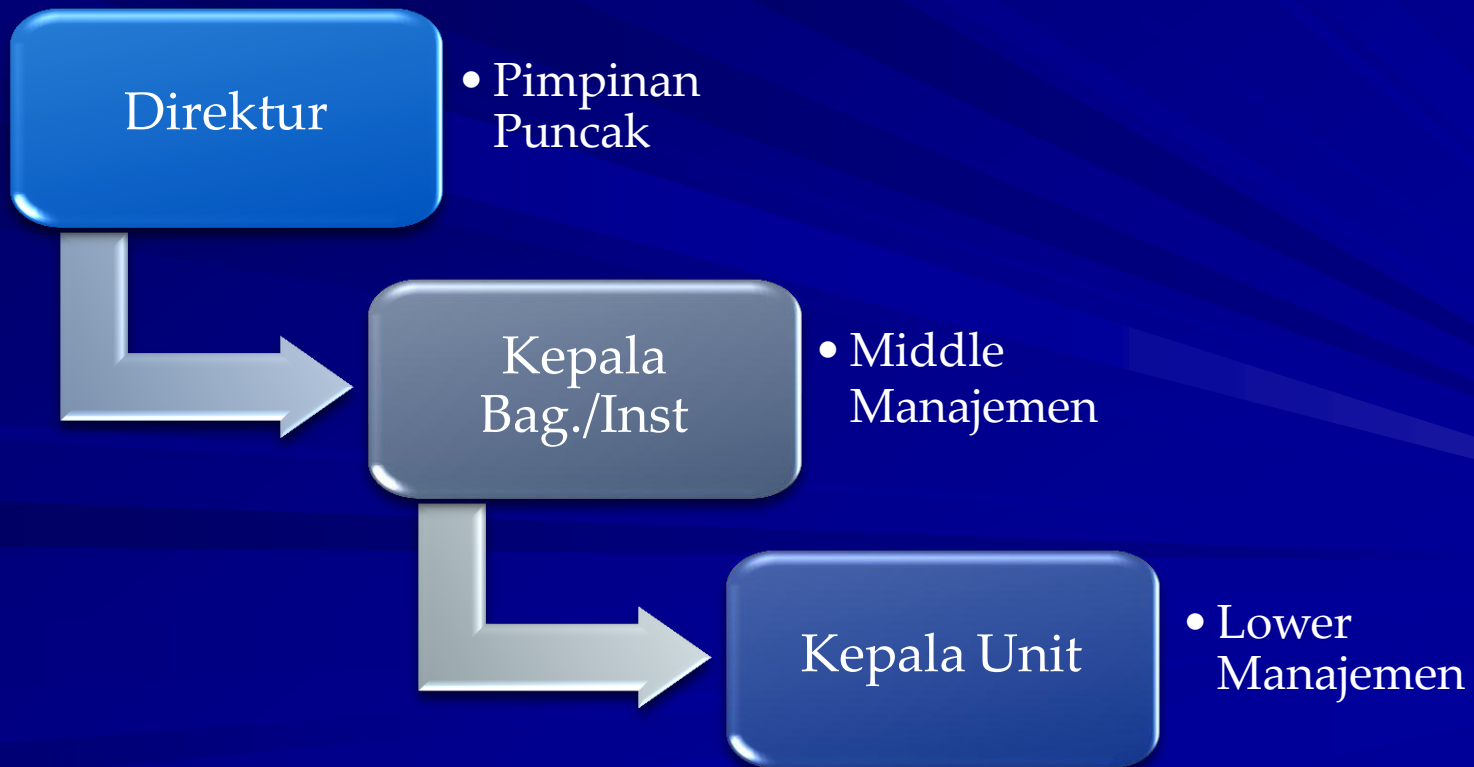 Direktur
• Pimpinan
Puncak
Kepala
Bag./Inst
• Middle
Manajemen
Kepala Unit
• Lower
Manajemen